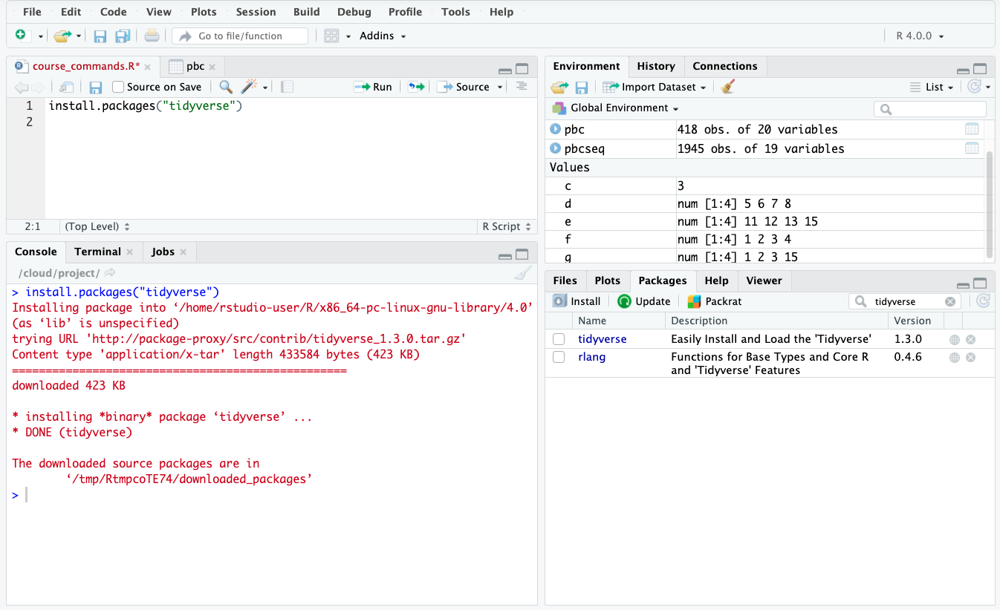 File Edit Code View Plots Session Build Debug Profile Tools Help
Go to file/function Addins R 4.0.0
course_commands.R* pbc
Source on Save Run Source
1 install.packages("tidyverse")
2
2:1 (Top Level) R Script
Console Terminal Jobs
/cloud/project/
> install.packages("tidyverse")
Installing package into ‘/home/rstudio-user/R/x86_64-pc-linux-gnu-library/4.0’
(as ‘lib’ is unspecified)
trying URL 'http://package-proxy/src/contrib/tidyverse_1.3.0.tar.gz'
Content type 'application/x-tar' length 433584 bytes (423 KB)
==================================================
downloaded 423 KB
* installing *binary* package ‘tidyverse’ ...
* DONE (tidyverse)
The downloaded source packages are in
‘/tmp/RtmpcoTE74/downloaded_packages’
>
Environment History Connections
Import Dataset List
Global Environment
pbc 418 obs. of 20 variables
pbcseq 1945 obs. of 19 variables
Values
c 3
d num [1:4] 5 6 7 8
e num [1:4] 11 12 13 15
f num [1:4] 1 2 3 4
g num [1:4] 1 2 3 15
Files Plots Packages Help Viewer
Install Update Packrat tidyverse
Name Description Version
tidyverse Easily Install and Load the 'Tidyverse' 1.3.0
rlang Functions for Base Types and Core R 0.4.6
and 'Tidyverse' Features